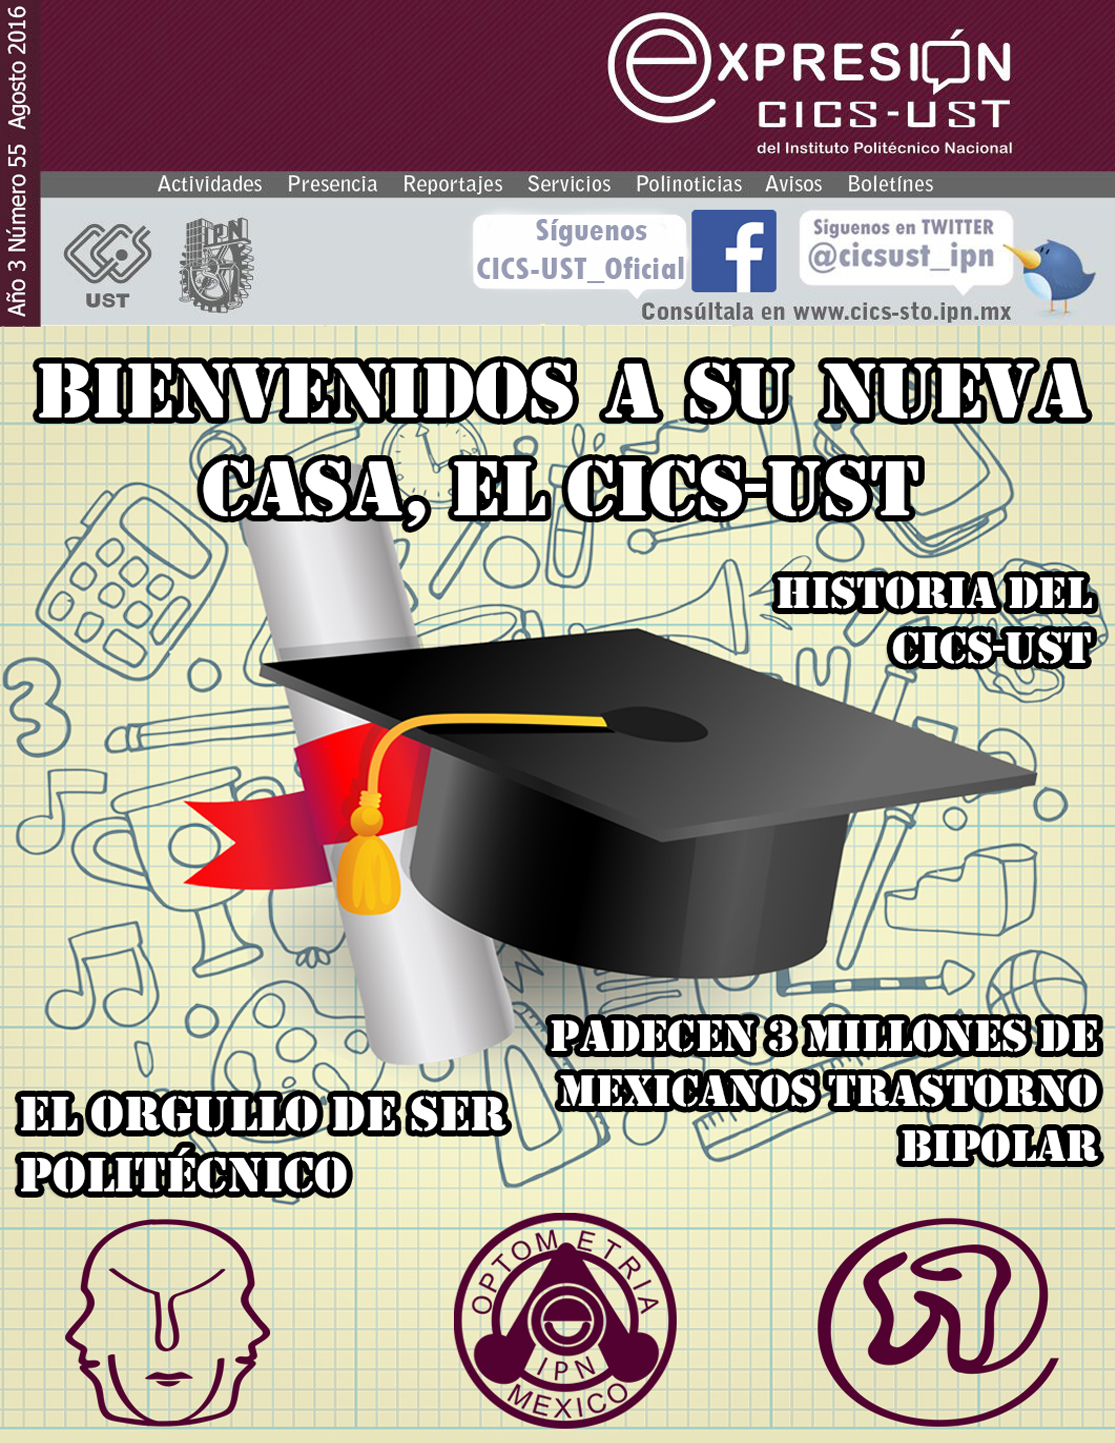 Año 3 Número 55 Agosto 2016
eXPRESIÓN
CICS-UST
del Instituto Politécnico Nacional
Actividades Presencia Reportajes Servicios Polinoticias Avisos Boletínes
CICS
UST
IPN
Síguenos
CICS-UST_Oficial
f
Síguenos en TWITTER
@cicsust_ipn
Consúltala en www.cics-sto.ipn.mx
BIENVENIDOS A SU NUEVA
CASA, EL CICS-UST
HISTORIA DEL
CICS-UST
3
PADECEN 3 MILLONES DE
MEXICANOS TRASTORNO
BIPOLAR
EL ORGULLO DE SER
POLITÉCNICO
OPTOMETRIA
IPN
MEXICO